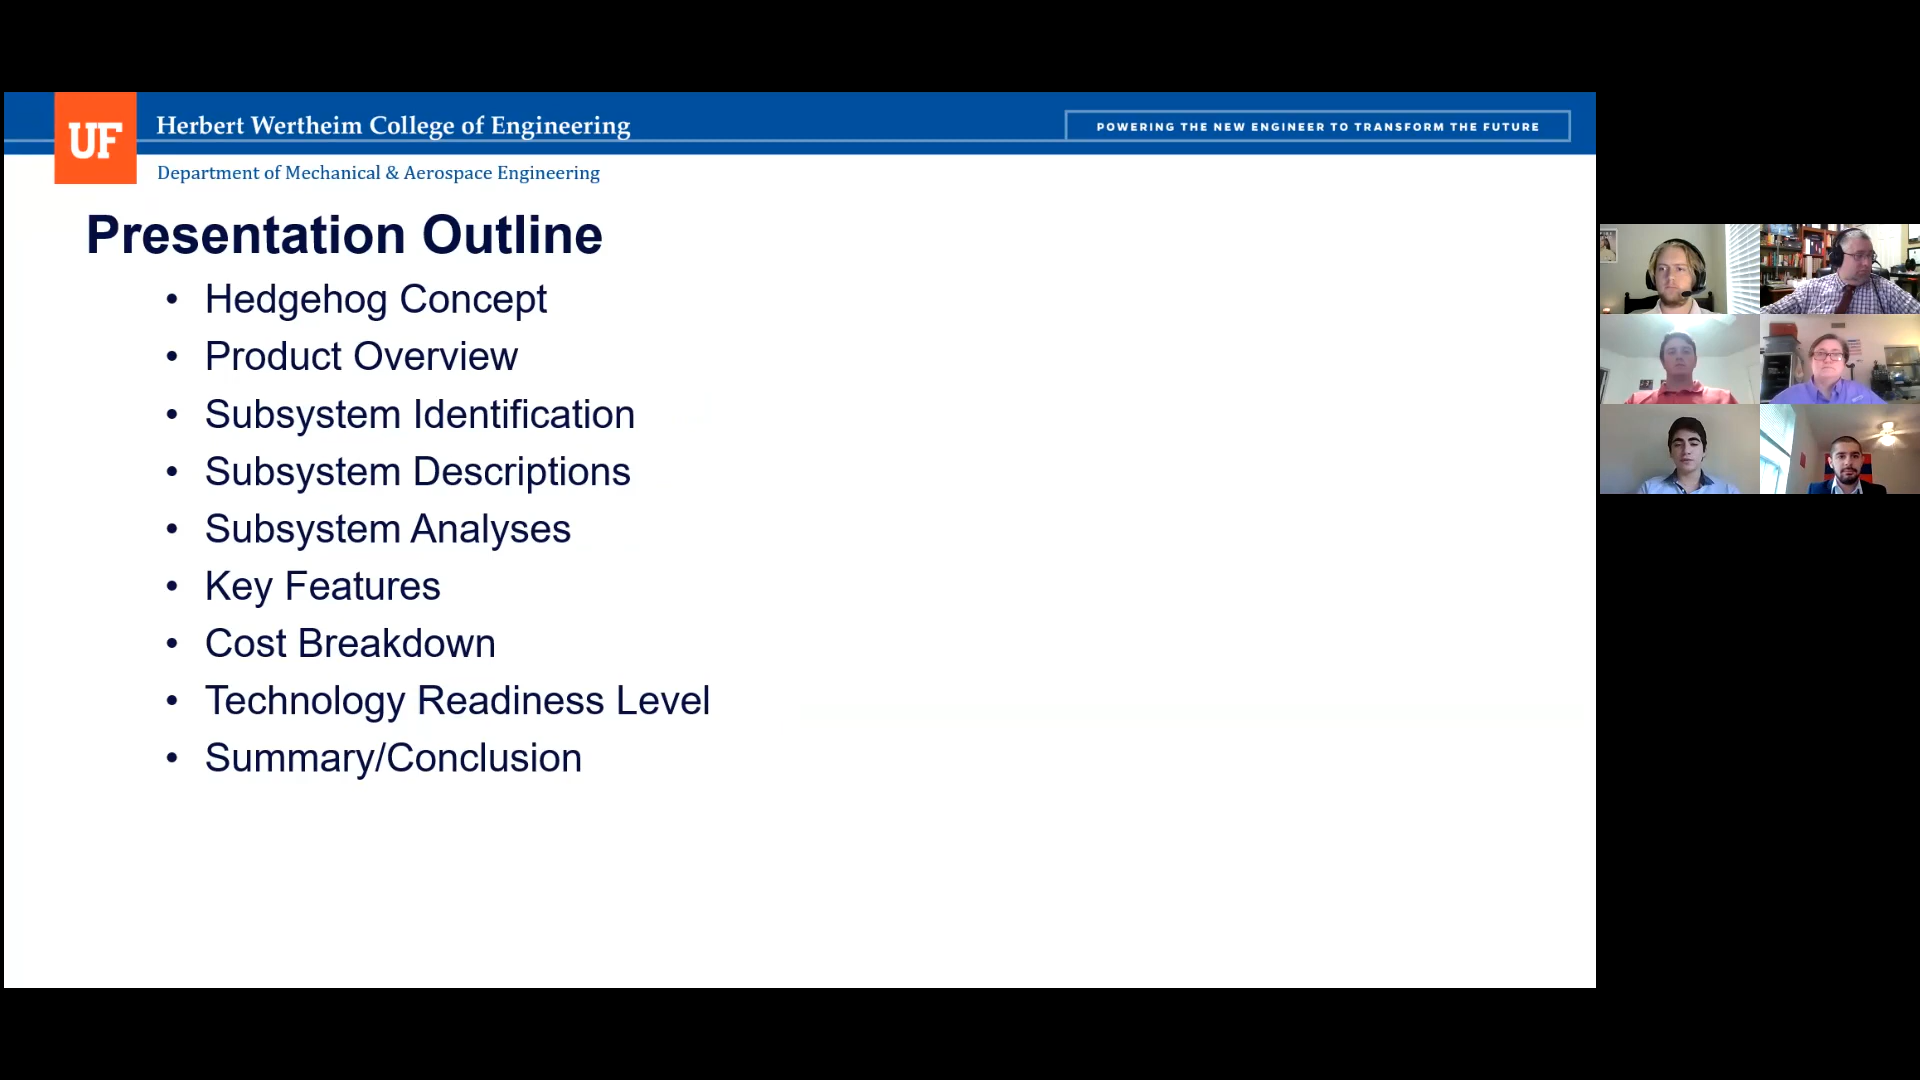 UF
Herbert Wertheim College of Engineering
POWERING THE NEW ENGINEER TO TRANSFORM THE FUTURE
Department of Mechanical & Aerospace Engineering
Presentation Outline
• Hedgehog Concept
• Product Overview
• Subsystem Identification
• Subsystem Descriptions
• Subsystem Analyses
• Key Features
• Cost Breakdown
• Technology Readiness Level
• Summary/Conclusion